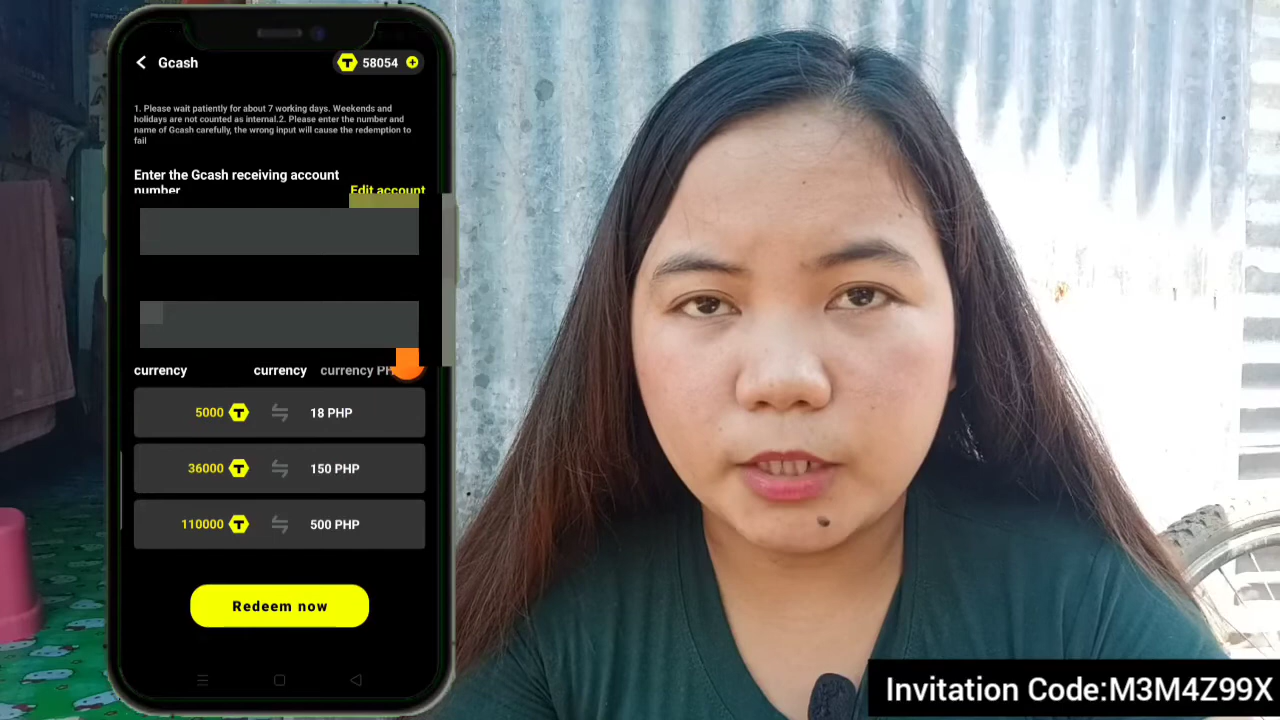 Gcash
T 58054 +
1. Please wait patiently for about 7 working days. Weekends and
holidays are not counted as internal.2. Please enter the number and
name of Gcash carefully, the wrong input will cause the redemption to
fail
Enter the Gcash receiving account
number
Edit account
currency currency currency
5000 T 18 PHP
36000 T 150 PHP
110000 T 500 PHP
Redeem now
Invitation Code:M3M4Z99X